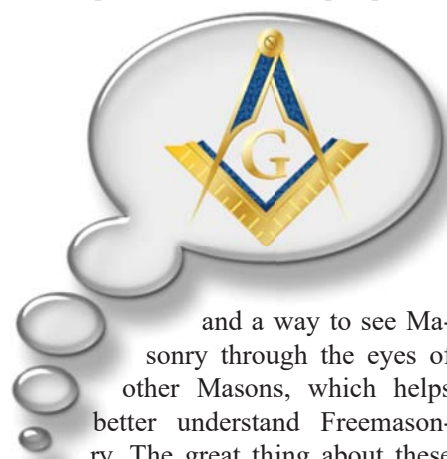 G
and a way to see Ma-
sonry through the eyes of
other Masons, which helps
better understand Freemason-
ry. The great thing about these